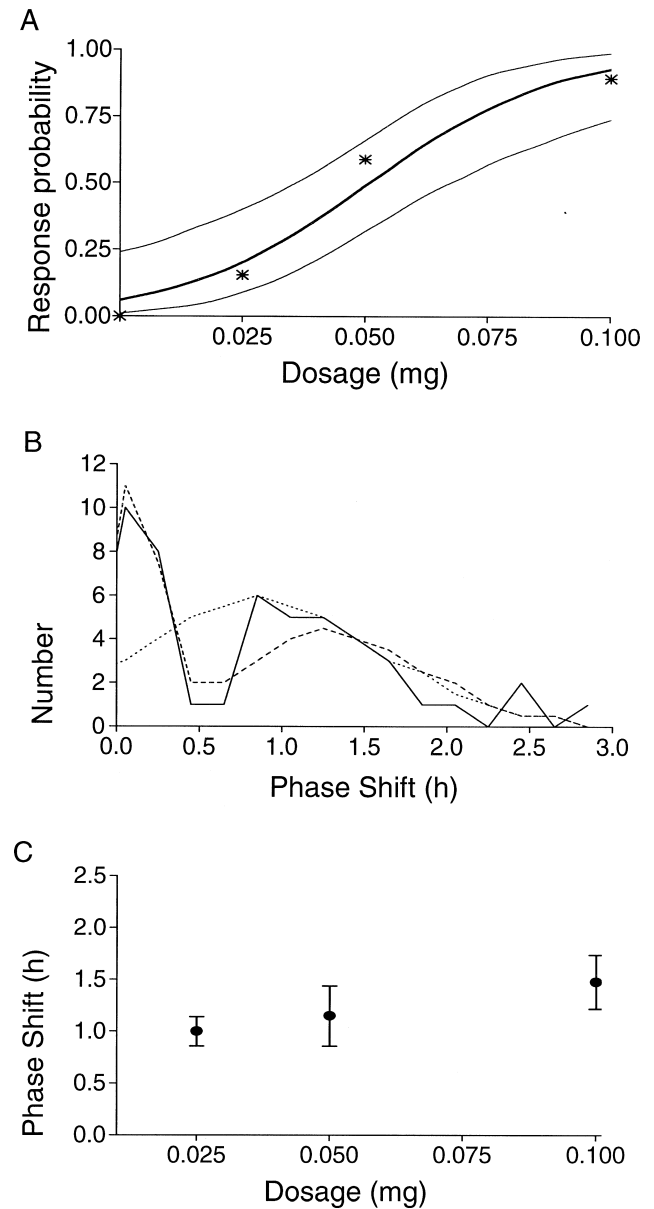 A
Response probability
1.00
0.75
0.50
0.25
0.00
0.025 0.050 0.075 0.100
Dosage (mg)
B
Number
12
10
8
6
4
2
0
0.0 0.5 1.0 1.5 2.0 2.5 3.0
Phase Shift (h)
C
Phase Shift (h)
2.5
2.0
1.5
1.0
0.5
0.0
0.025 0.050 0.075 0.100
Dosage (mg)